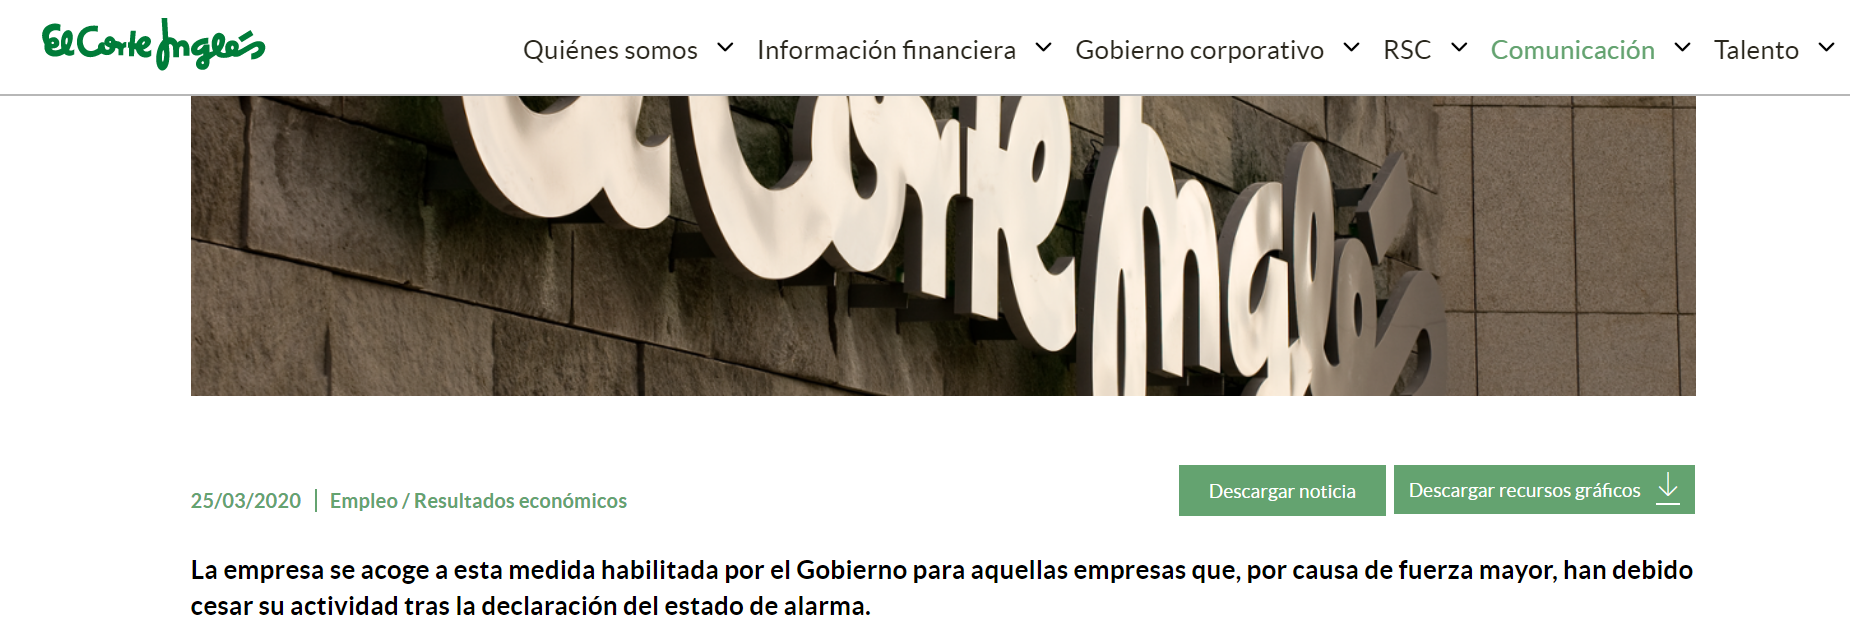 El Corte Inglés
Quiénes somos Información financiera Gobierno corporativo RSC Comunicación Talento
El Corte Inglés
25/03/2020 | Empleo / Resultados económicos
Descargar noticia
Descargar recursos gráficos
La empresa se acoge a esta medida habilitada por el Gobierno para aquellas empresas que, por causa de fuerza mayor, han debido
cesar su actividad tras la declaración del estado de alarma.